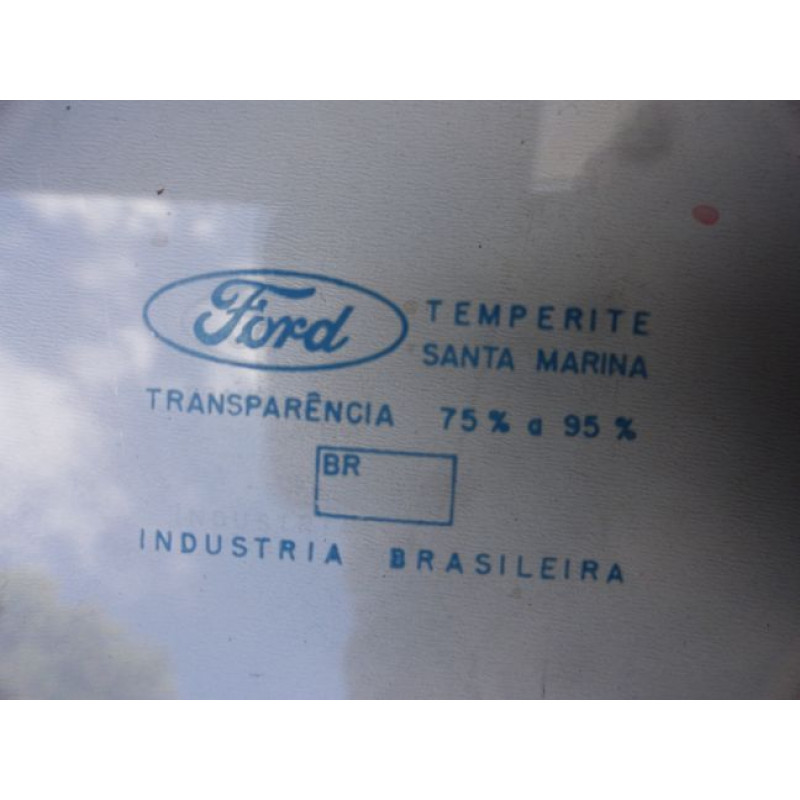 Ford TEMPERITE
SANTA MARINA
TRANSPARÊNCIA 75% a 95%
BR
INDUSTRIA BRASILEIRA